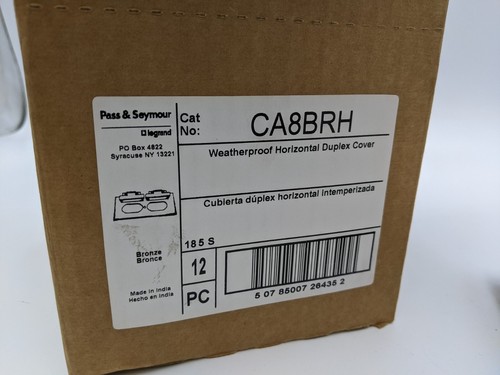 Pass & Seymour
legrand
PO Box 4822
Syracuse NY 13221
Cat
No:
CA8BRH
Weatherproof Horizontal Duplex Cover
Cubierta dúplex horizontal intemperizada
Bronze
Bronce
Made in India
Hecho en India
185 S
12
PC
5 07 85007 26435 2